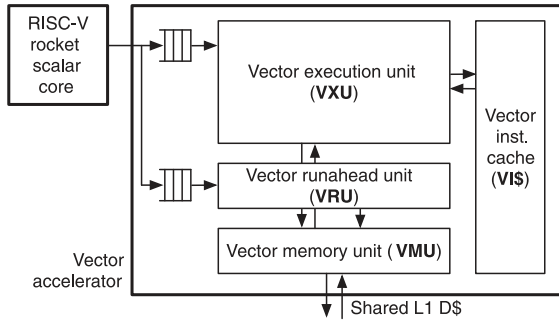 RISC-V
rocket
scalar
core
Vector execution unit
(VXU)
Vector
inst.
cache
(VI$)
Vector runahead unit
(VRU)
Vector memory unit ( VMU)
Vector
accelerator
Shared L1 D$